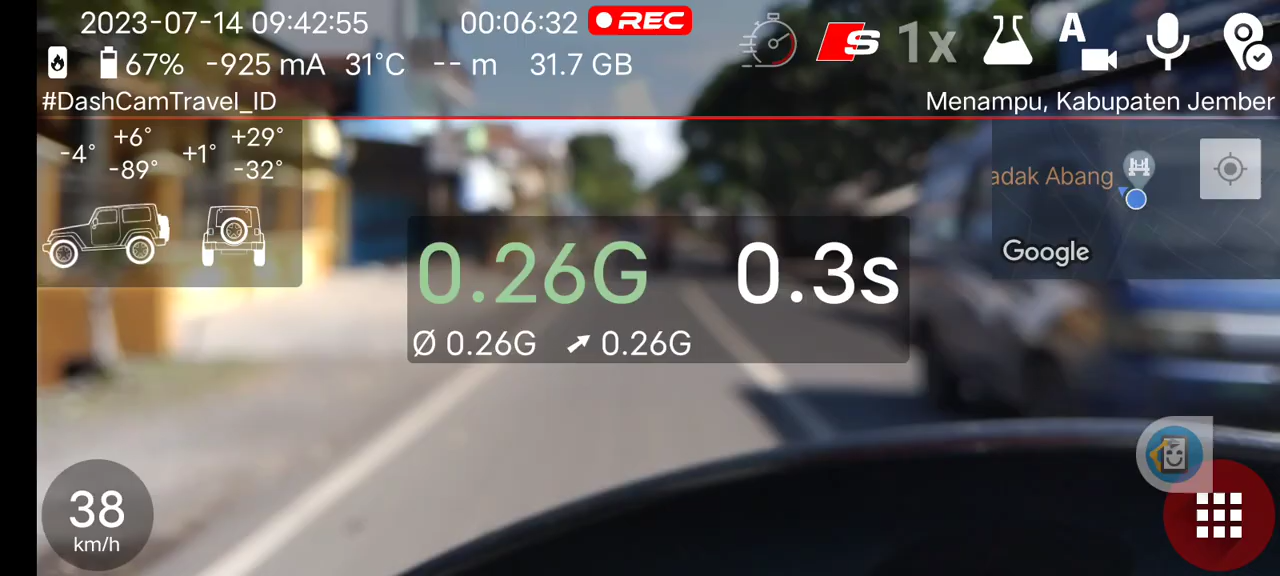 2023-07-14 09:42:55 00:06:32 REC
67% -925 mA 31°C -- m 31.7 GB
S 1x A
#DashCamTravel_ID
Menampu, Kabupaten Jember
-4° +6° -89° +1° +29° -32°
adak Abang
Google
0.26G 0.3s
Ø 0.26G 0.26G
38
km/h